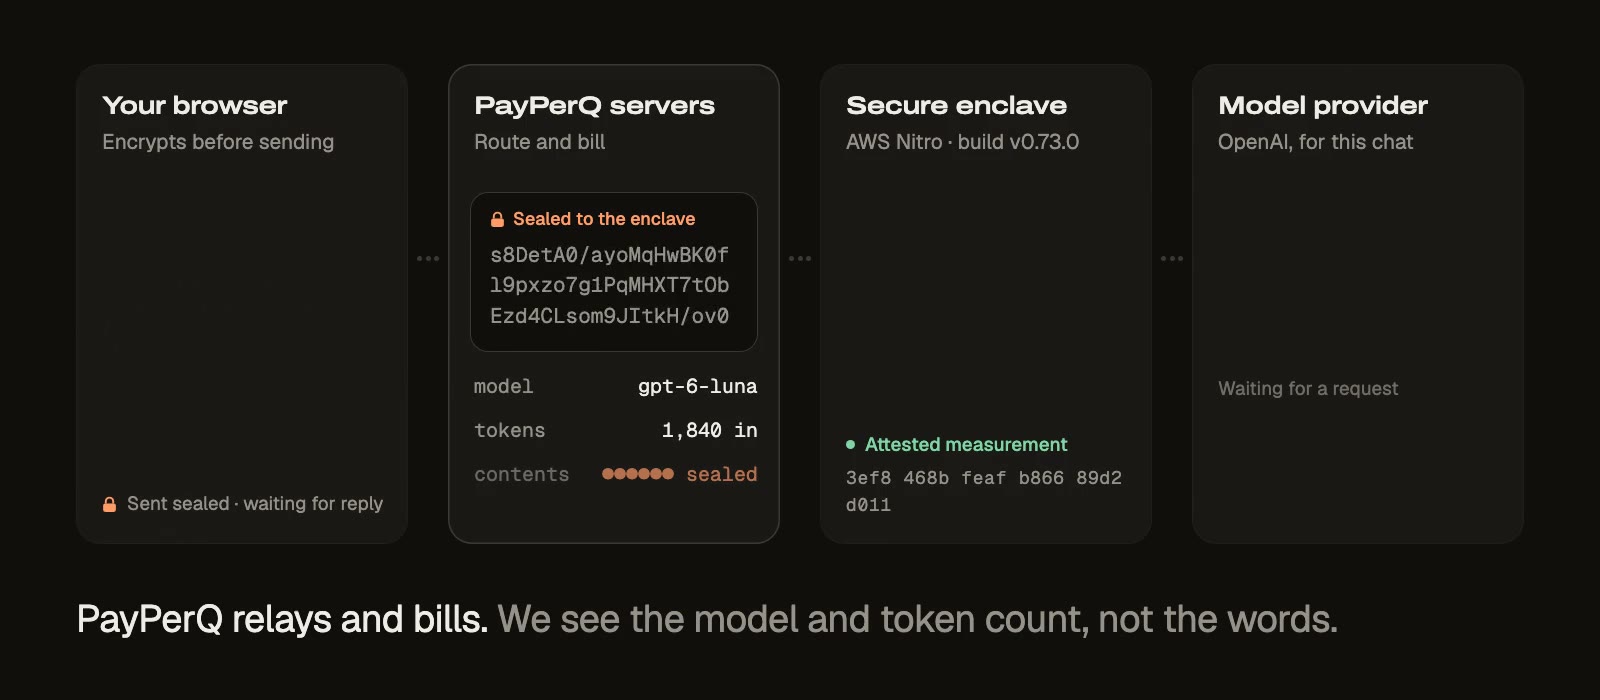 Your browser
Encrypts before sending
Sent sealed · waiting for reply
PayPerQ servers
Route and bill
Sealed to the enclave
s8DetA0/ayoMqHwBK0f
l9pxzo7g1PqMHXT7tOb
Ezd4CLsom9JItkH/ov0
model gpt-6-luna
tokens 1,840 in
contents ●●●●●● sealed
Secure enclave
AWS Nitro · build v0.73.0
Attested measurement
3ef8 468b feaf b866 89d2
d011
Model provider
OpenAI, for this chat
Waiting for a request
PayPerQ relays and bills. We see the model and token count, not the words.